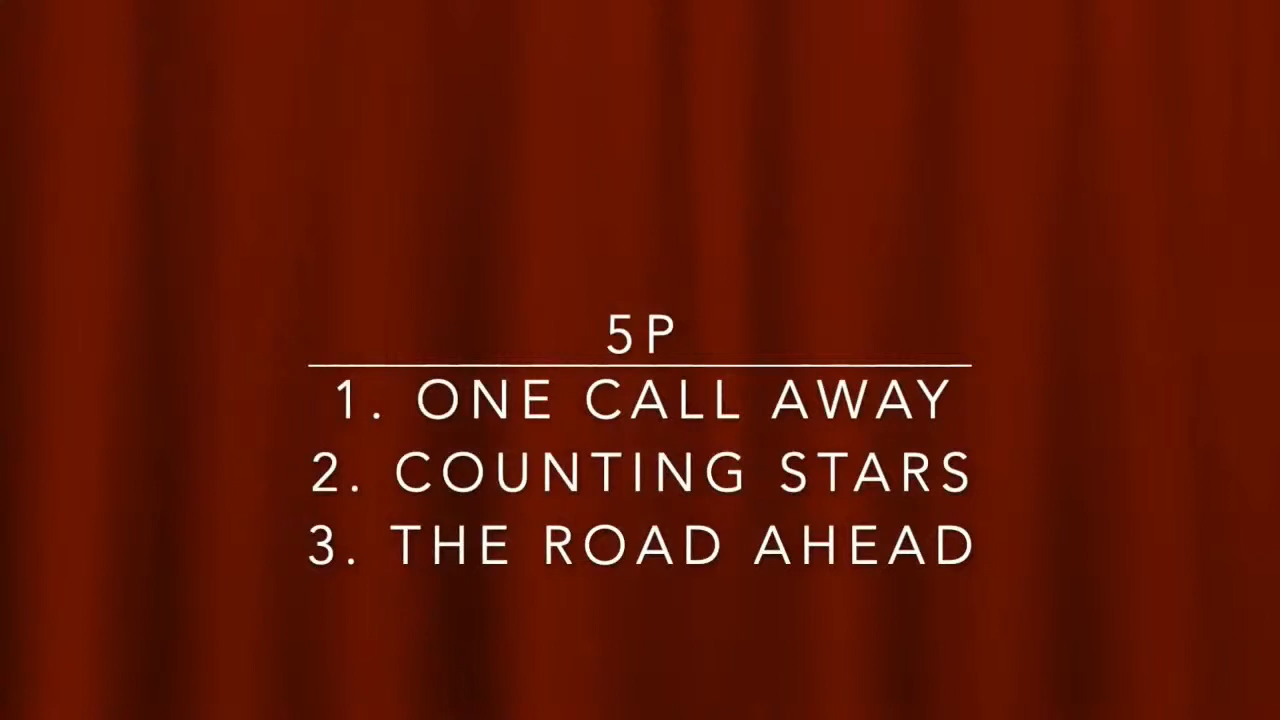 5P
1. ONE CALL AWAY
2. COUNTING STARS
3. THE ROAD AHEAD